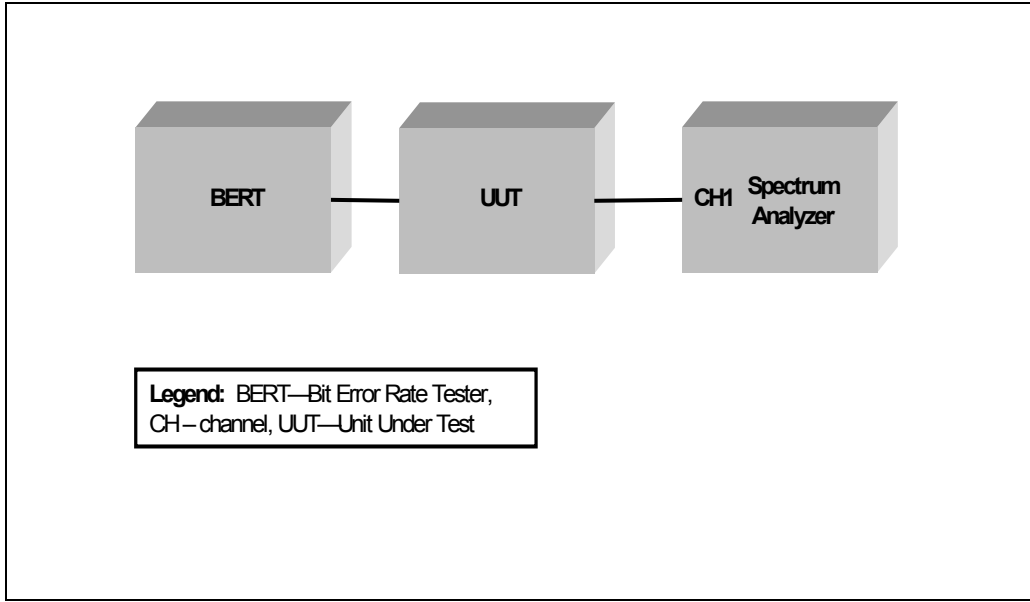 BERT
UUT
CH1
Spectrum
Analyzer
Legend: BERT—Bit Error Rate Tester,
CH – channel, UUT—Unit Under Test